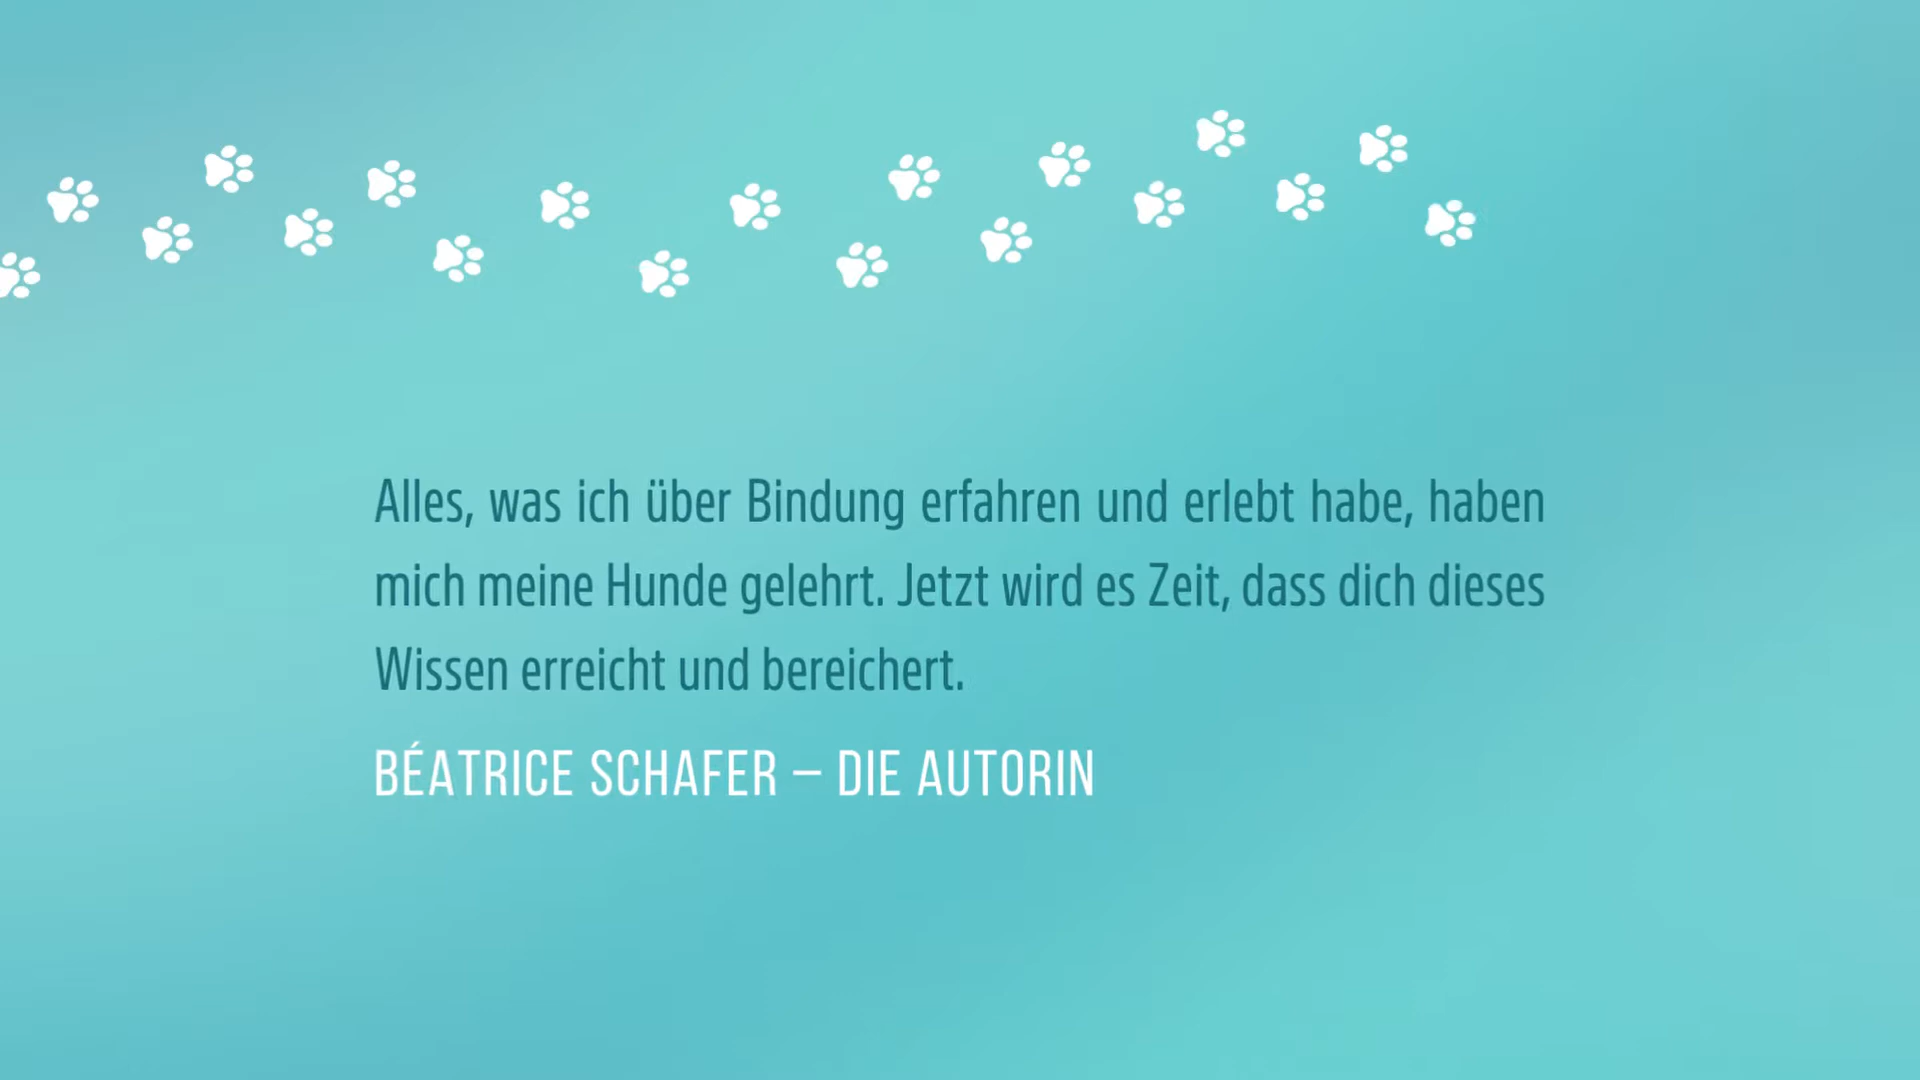 Alles, was ich über Bindung erfahren und erlebt habe, haben
mich meine Hunde gelehrt. Jetzt wird es Zeit, dass dich dieses
Wissen erreicht und bereichert.
BÉATRICE SCHAFER – DIE AUTORIN